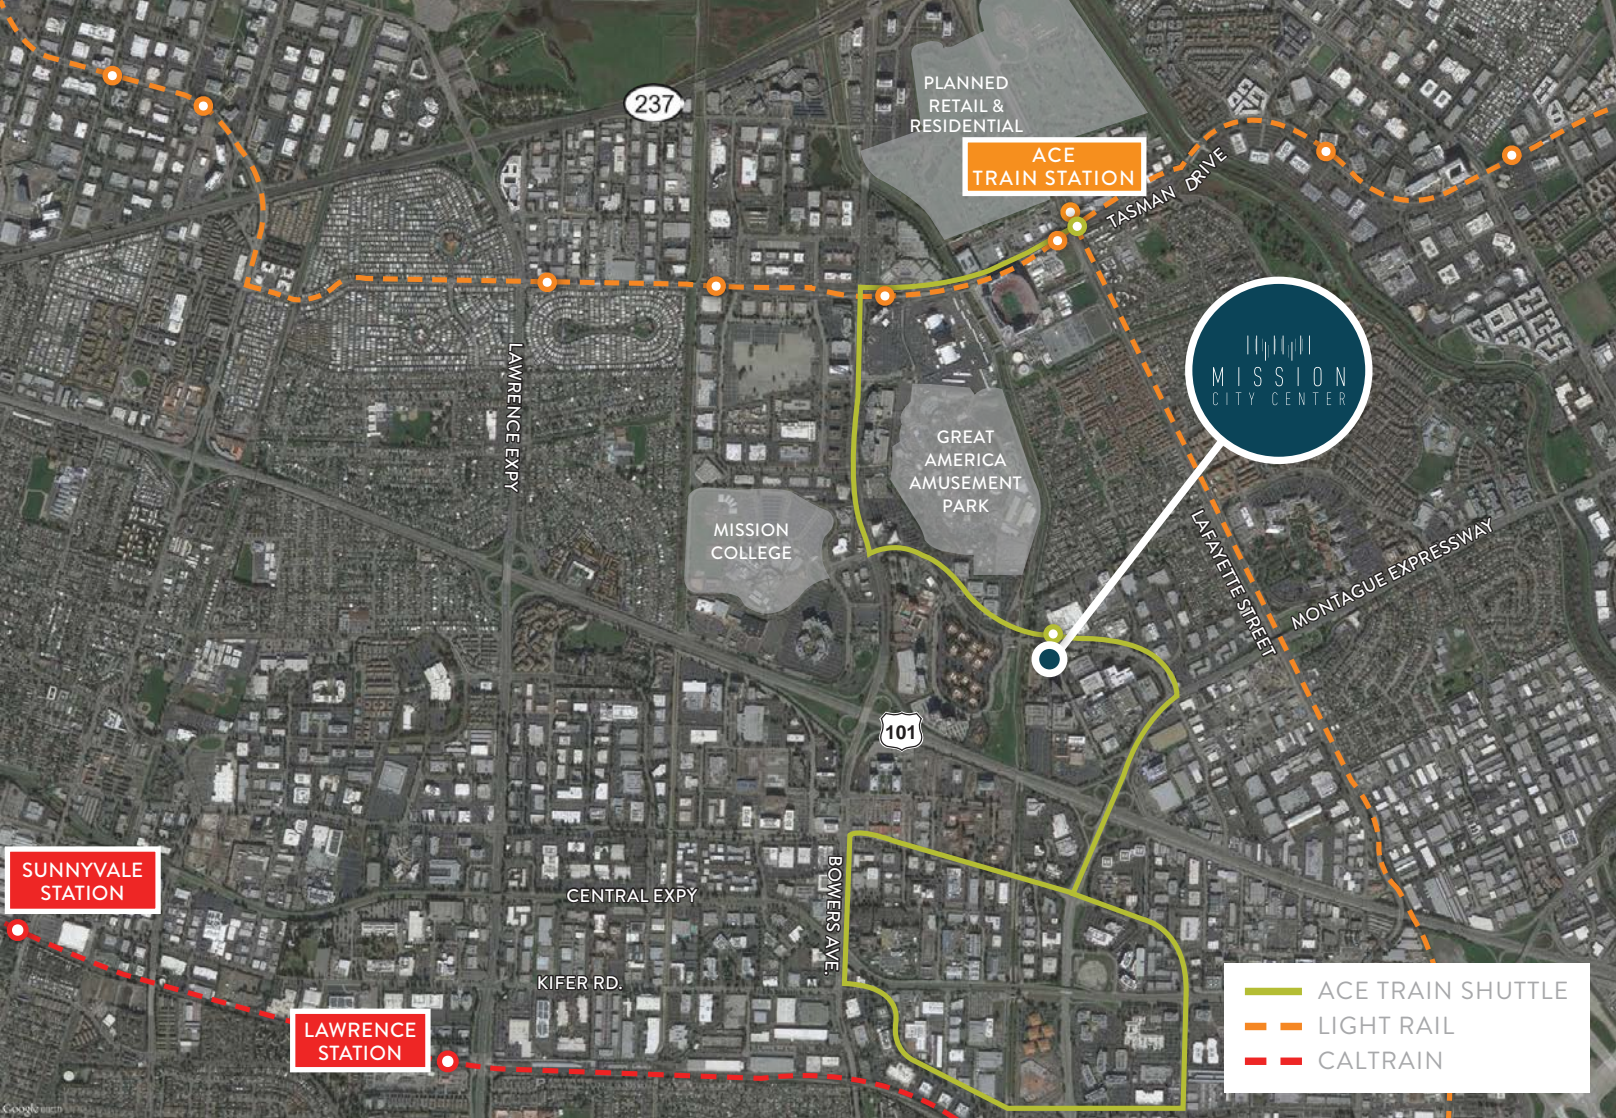 237
PLANNED
RETAIL &
RESIDENTIAL
ACE
TRAIN STATION
TASMAN DRIVE
MISSION
CITY CENTER
LAWRENCE EXPY
GREAT
AMERICA
AMUSEMENT
PARK
MISSION
COLLEGE
LAFAYETTE STREET
MONTAGUE EXPRESSWAY
101
SUNNYVALE
STATION
CENTRAL EXPY
BOWERS AVE.
KIFER RD.
LAWRENCE
STATION
ACE TRAIN SHUTTLE
LIGHT RAIL
CALTRAIN
Google earth